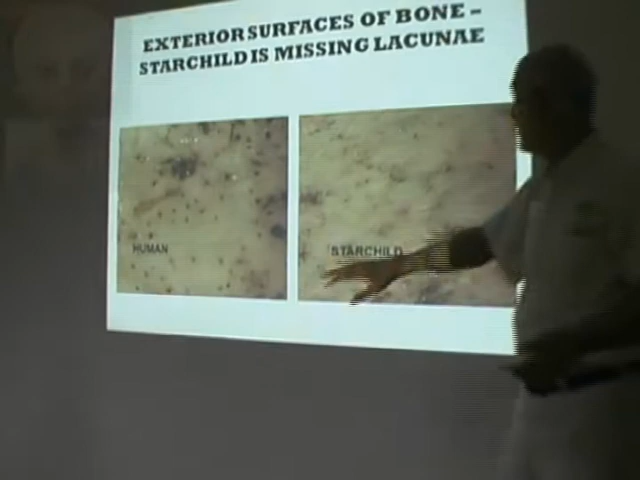 EXTERIOR SURFACES OF BONE –
STARCHILD IS MISSING LACUNAE
HUMAN
STARCHILD